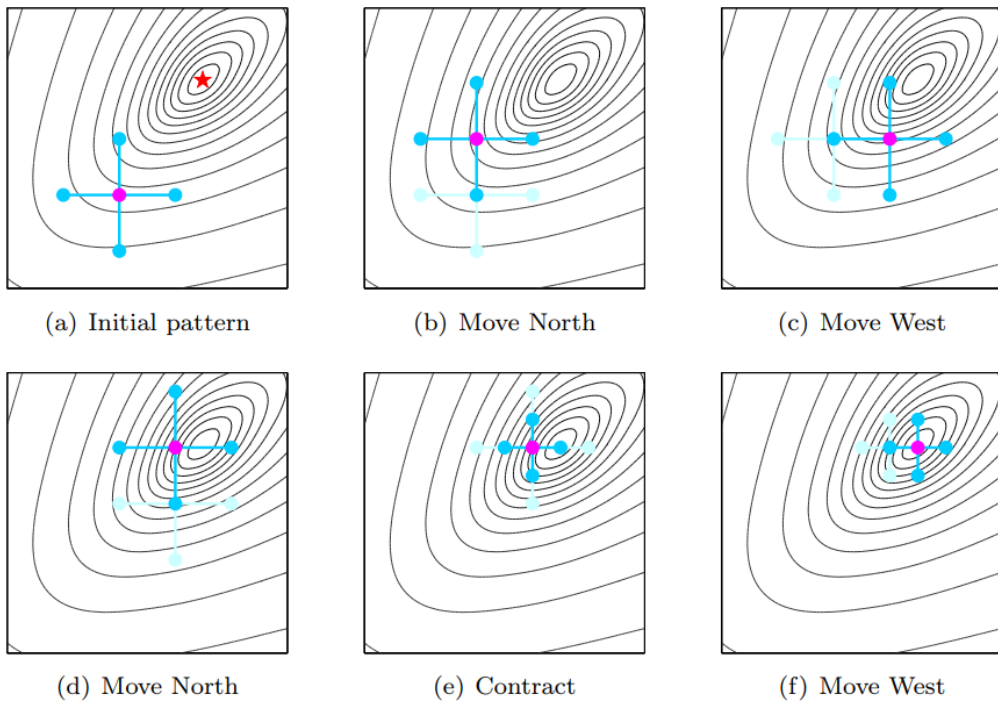 (a) Initial pattern
(b) Move North
(c) Move West
(d) Move North
(e) Contract
(f) Move West